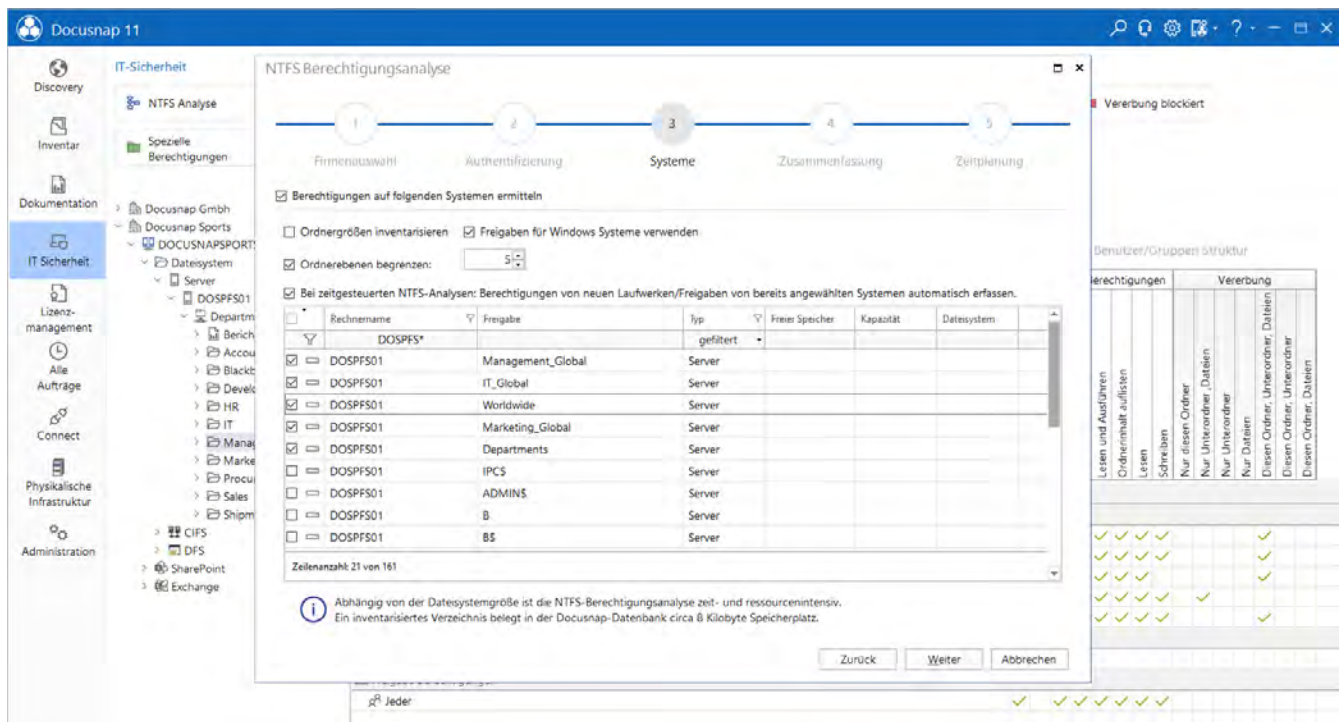 Docusnap 11
Discovery
Inventar
Dokumentation
IT Sicherheit
Lizenz-
management
Alle
Aufträge
Connect
Physikalische
Infrastruktur
Administration
IT-Sicherheit
NTFS Analyse
Spezielle
Berechtigungen
Docusnap Gmbh
Docusnap Sports
DOCUSNAPSPORTS
Dateisystem
Server
DOSPFS01
Departm
Berich
Accou
Blackb
Develo
HR
IT
Manag
Marke
Procu
Sales
Shipm
CIFS
DFS
SharePoint
Exchange
NTFS Berechtigungsanalyse
1 2 3 4 5
Firmenauswahl Authentifizierung Systeme Zusammenfassung Zeitplanung
Berechtigungen auf folgenden Systemen ermitteln
Ordnergrößen inventarisieren Freigaben für Windows Systeme verwenden
Ordnerebenen begrenzen: 5
Bei zeitgesteuerten NTFS-Analysen: Berechtigungen von neuen Laufwerken/Freigaben von bereits angewählten Systemen automatisch erfassen.
Rechnername Freigabe Typ Freier Speicher Kapazität Dateisystem
DOSPFS* gefiltert
DOSPFS01 Management_Global Server
DOSPFS01 IT_Global Server
DOSPFS01 Worldwide Server
DOSPFS01 Marketing_Global Server
DOSPFS01 Departments Server
DOSPFS01 IPC$ Server
DOSPFS01 ADMIN$ Server
DOSPFS01 B Server
DOSPFS01 B$ Server
Zeilenanzahl: 21 von 161
Abhängig von der Dateisystemgröße ist die NTFS-Berechtigungsanalyse zeit- und ressourcenintensiv.
Ein inventarisiertes Verzeichnis belegt in der Docusnap-Datenbank circa 8 Kilobyte Speicherplatz.
Zurück Weiter Abbrechen
Vererbung blockiert
Benutzer/Gruppen Struktur
erechtigungen Vererbung
Lesen und Ausführen
Ordnerinhalt auflisten
Lesen
Schreiben
Nur diesen Ordner
Nur Unterordner ,Dateien
Nur Unterordner
Nur Dateien
Diesen Ordner, Unterordner, Dateien
Diesen Ordner, Unterordner
Diesen Ordner, Dateien
Jeder